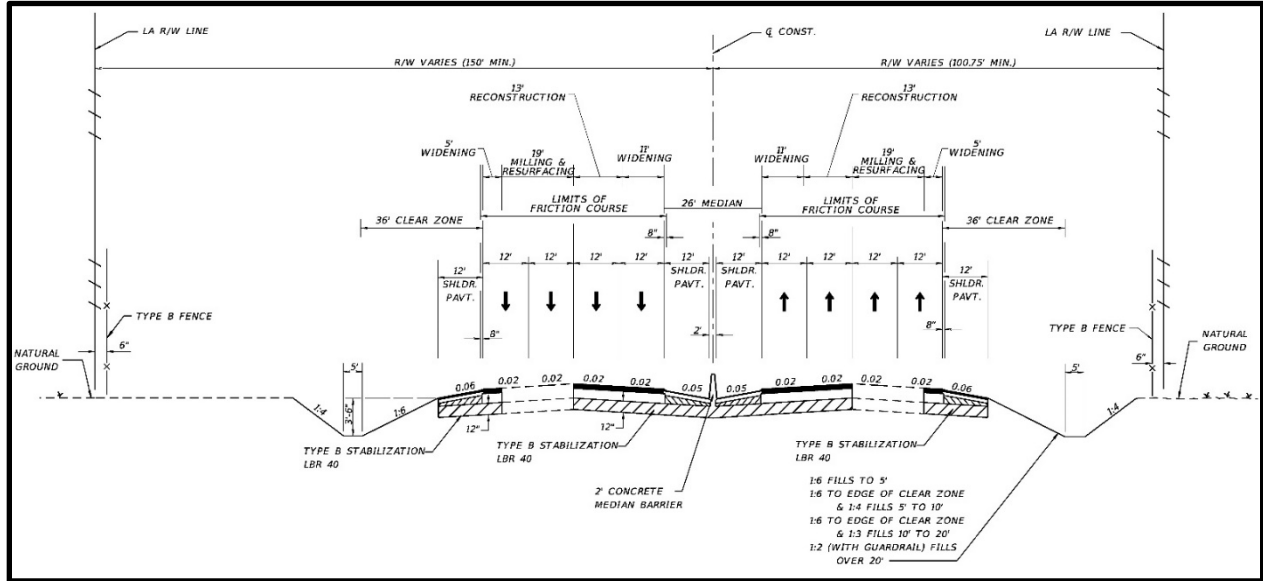 LA R/W LINE
℄ CONST.
LA R/W LINE
R/W VARIES (150' MIN.)
R/W VARIES (100.75' MIN.)
13'
RECONSTRUCTION
13'
RECONSTRUCTION
5'
WIDENING
19'
MILLING &
RESURFACING
11'
WIDENING
11'
WIDENING
19'
MILLING &
RESURFACING
5'
WIDENING
LIMITS OF
FRICTION COURSE
26' MEDIAN
LIMITS OF
FRICTION COURSE
36' CLEAR ZONE
36' CLEAR ZONE
8"
8"
12'
SHLDR.
PAVT.
12'
12'
12'
12'
12'
SHLDR.
PAVT.
12'
SHLDR.
PAVT.
12'
12'
12'
12'
12'
SHLDR.
PAVT.
8"
2'
8"
TYPE B FENCE
6"
NATURAL
GROUND
5'
TYPE B FENCE
6"
NATURAL
GROUND
5'
0.06
0.02
0.02
0.02
0.02
0.05
0.05
0.02
0.02
0.02
0.02
0.06
1:4
3'-6"
1:6
12"
12"
1:4
TYPE B STABILIZATION
LBR 40
TYPE B STABILIZATION
LBR 40
TYPE B STABILIZATION
LBR 40
2' CONCRETE
MEDIAN BARRIER
1:6 FILLS TO 5'
1:6 TO EDGE OF CLEAR ZONE
& 1:4 FILLS 5' TO 10'
1:6 TO EDGE OF CLEAR ZONE
& 1:3 FILLS 10' TO 20'
1:2 (WITH GUARDRAIL) FILLS
OVER 20'